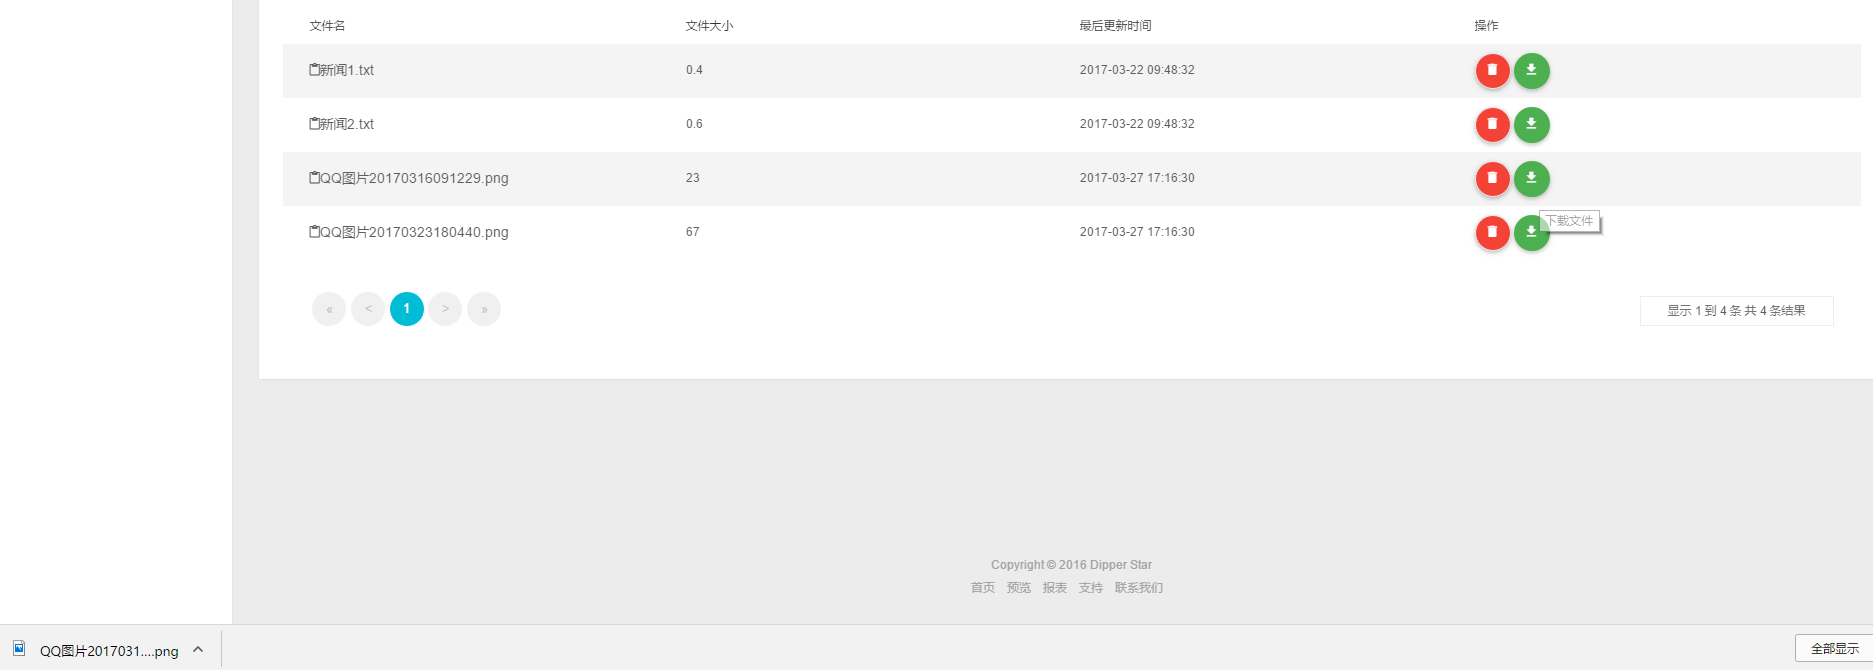 文件名 文件大小 最后更新时间 操作
新闻1.txt 0.4 2017-03-22 09:48:32
新闻2.txt 0.6 2017-03-22 09:48:32
QQ图片20170316091229.png 23 2017-03-27 17:16:30
下载文件
QQ图片20170323180440.png 67 2017-03-27 17:16:30
« < 1 > » 显示 1 到 4 条 共 4 条结果
Copyright © 2016 Dipper Star
首页 预览 报表 支持 联系我们
QQ图片2017031....png 全部显示